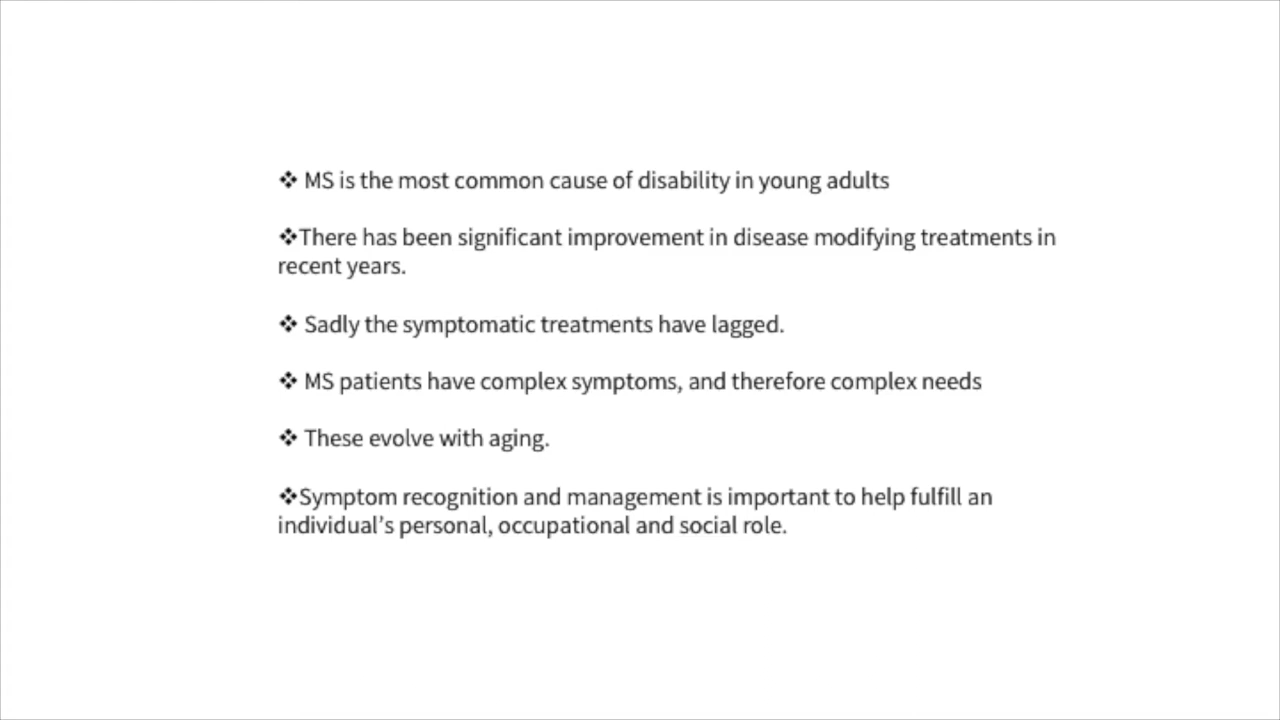 ❖ MS is the most common cause of disability in young adults
❖There has been significant improvement in disease modifying treatments in
recent years.
❖ Sadly the symptomatic treatments have lagged.
❖ MS patients have complex symptoms, and therefore complex needs
❖ These evolve with aging.
❖Symptom recognition and management is important to help fulfill an
individual’s personal, occupational and social role.